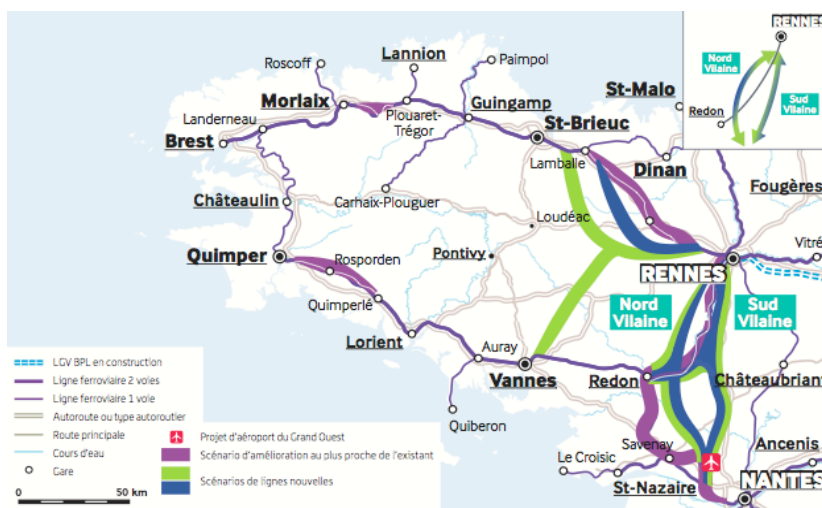 RENNES
Nord
Vilaine
Sud
Vilaine
Redon
Roscoff
Lannion
Paimpol
Morlaix
Landerneau
Plouaret-
Trégor
Guingamp
St-Malo
Brest
St-Brieuc
Lamballe
Dinan
Fougères
Châteaulin
Carhaix-Plouguer
Loudéac
Vitré
Quimper
Rosporden
Pontivy
RENNES
Quimperlé
Nord
Vilaine
Sud
Vilaine
Lorient
Auray
Vannes
Redon
Châteaubriant
Quiberon
Savenay
Le Croisic
Ancenis
St-Nazaire
NANTES
LGV BPL en construction
Ligne ferroviaire 2 voies
Ligne ferroviaire 1 voie
Autoroute ou type autoroutier
Route principale
Cours d'eau
Gare
0
50 km
Projet d'aéroport du Grand Ouest
Scénario d'amélioration au plus proche de l'existant
Scénarios de lignes nouvelles